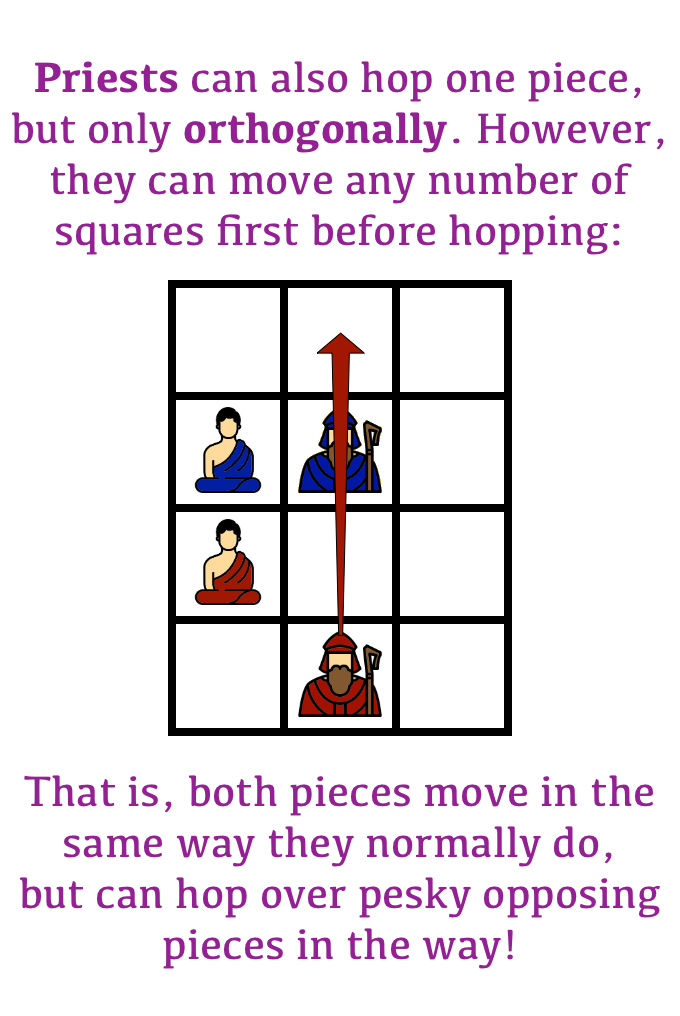 Priests can also hop one piece,
but only orthogonally. However,
they can move any number of
squares first before hopping:
That is, both pieces move in the
same way they normally do,
but can hop over pesky opposing
pieces in the way!